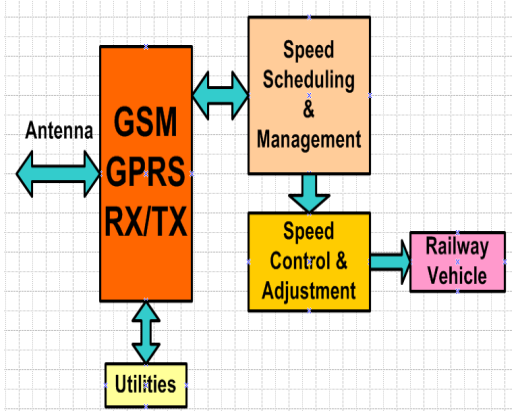 Antenna
GSM
GPRS
RX/TX
Speed
Scheduling
&
Management
Speed
Control &
Adjustment
Railway
Vehicle
Utilities